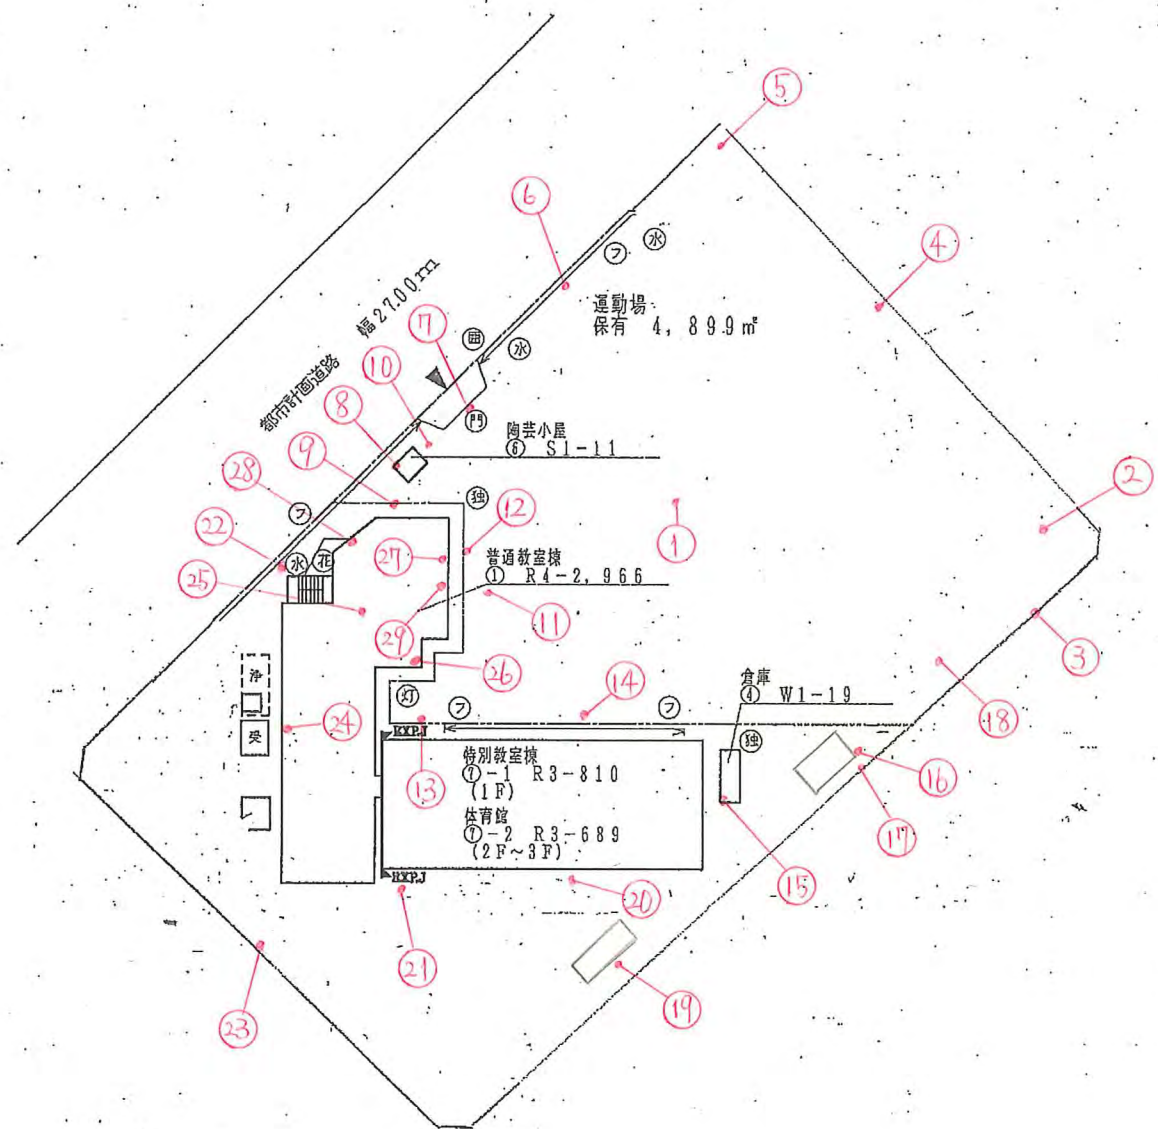 ⑤
⑥
④
水
フ
運動場
保有 4,899㎡
幅27.00m
都市計画道路
⑦
囲
水
⑩
門
⑧
陶芸小屋
⑥ S1-11
⑨
独
⑫
②
㉘
フ
㉒
水
花
㉗
①
普通教室棟
① R4-2,966
㉕
⑪
㉙
㉖
③
浄
灯
⑭
倉庫
④ W1-19
⑱
受
㉔
フ
フ
独
EXP.J
特別教室棟
⑦-1 R3-810
(1F)
⑬
⑯
体育館
⑦-2 R3-689
(2F~3F)
⑰
EXP.J
⑮
⑳
㉑
㉓
⑲